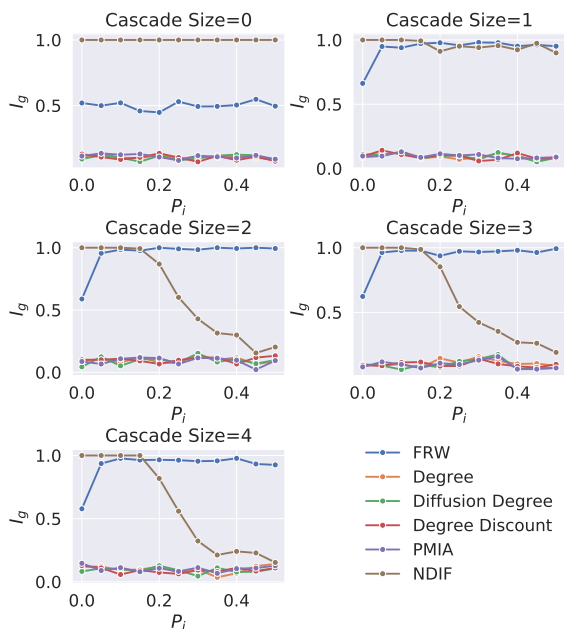 Cascade Size=0
Cascade Size=1
1.0
0.5
I_g
0.0 0.2 0.4
P_i
1.0
0.5
0.0
I_g
0.0 0.2 0.4
P_i
Cascade Size=2
Cascade Size=3
1.0
0.5
0.0
I_g
0.0 0.2 0.4
P_i
1.0
0.5
I_g
0.0 0.2 0.4
P_i
Cascade Size=4
1.0
0.5
0.0
I_g
0.0 0.2 0.4
P_i
FRW
Degree
Diffusion Degree
Degree Discount
PMIA
NDIF